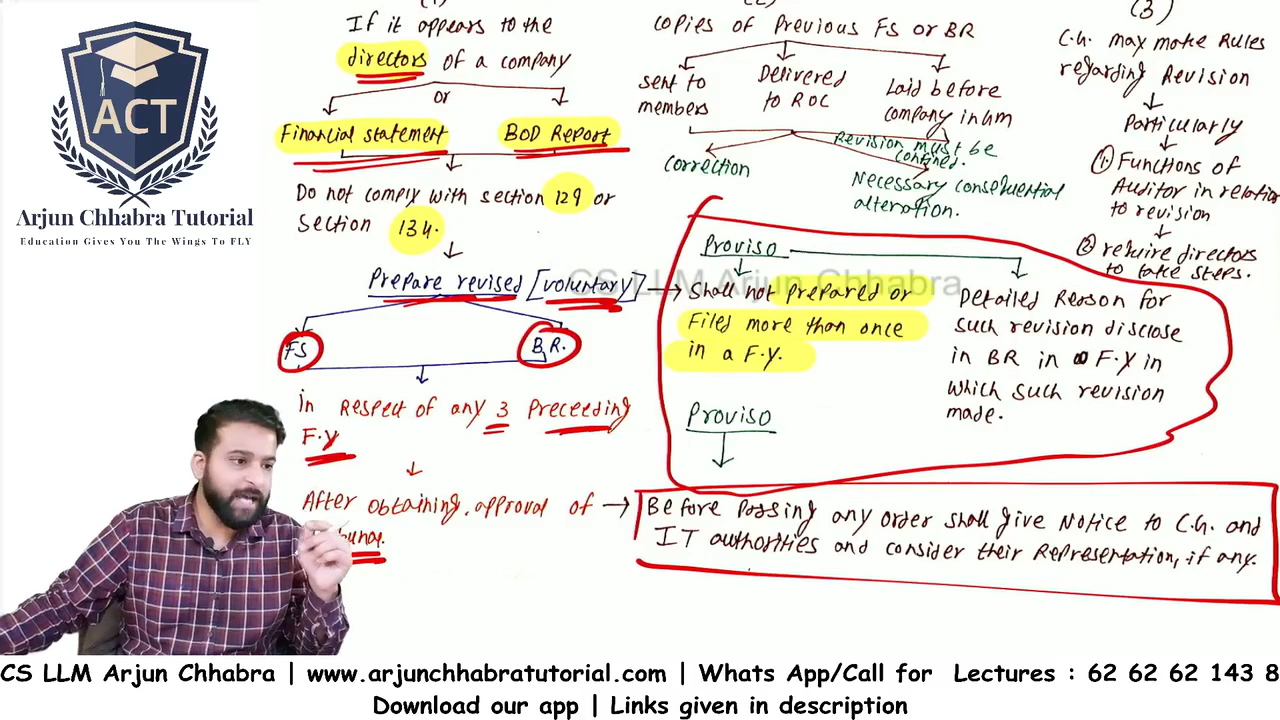 ACT
Arjun Chhabra Tutorial
Education Gives You The Wings To FLY
(1)
If it appears to the
directors of a company
or
Financial statement
BOD Report
Do not comply with section 129 or
section 134.
Prepare revised [voluntary]
FS
B.R.
In Respect of any 3 Preceeding
F.Y
After obtaining approval of
(2)
copies of Previous FS or BR
sent to
members
Delivered
to ROC
Laid before
company in GM
correction
Revision must be
confined.
Necessary consequential
alteration.
CS LLM Arjun Chhabra
Proviso
Shall not prepared or
Filed more than once
in a F.Y.
Detailed Reason for
such revision disclose
in BR in F.Y in
which such revision
made.
Proviso
Before Passing any order shall give Notice to C.G. and
IT authorities and consider their Representation, if any.
(3)
C.G. may make Rules
regarding Revision
Particularly
① Functions of
Auditor in relation
to revision
② require directors
to take steps.
CS LLM Arjun Chhabra | www.arjunchhabratutorial.com | Whats App/Call for Lectures : 62 62 62 143 8
Download our app | Links given in description